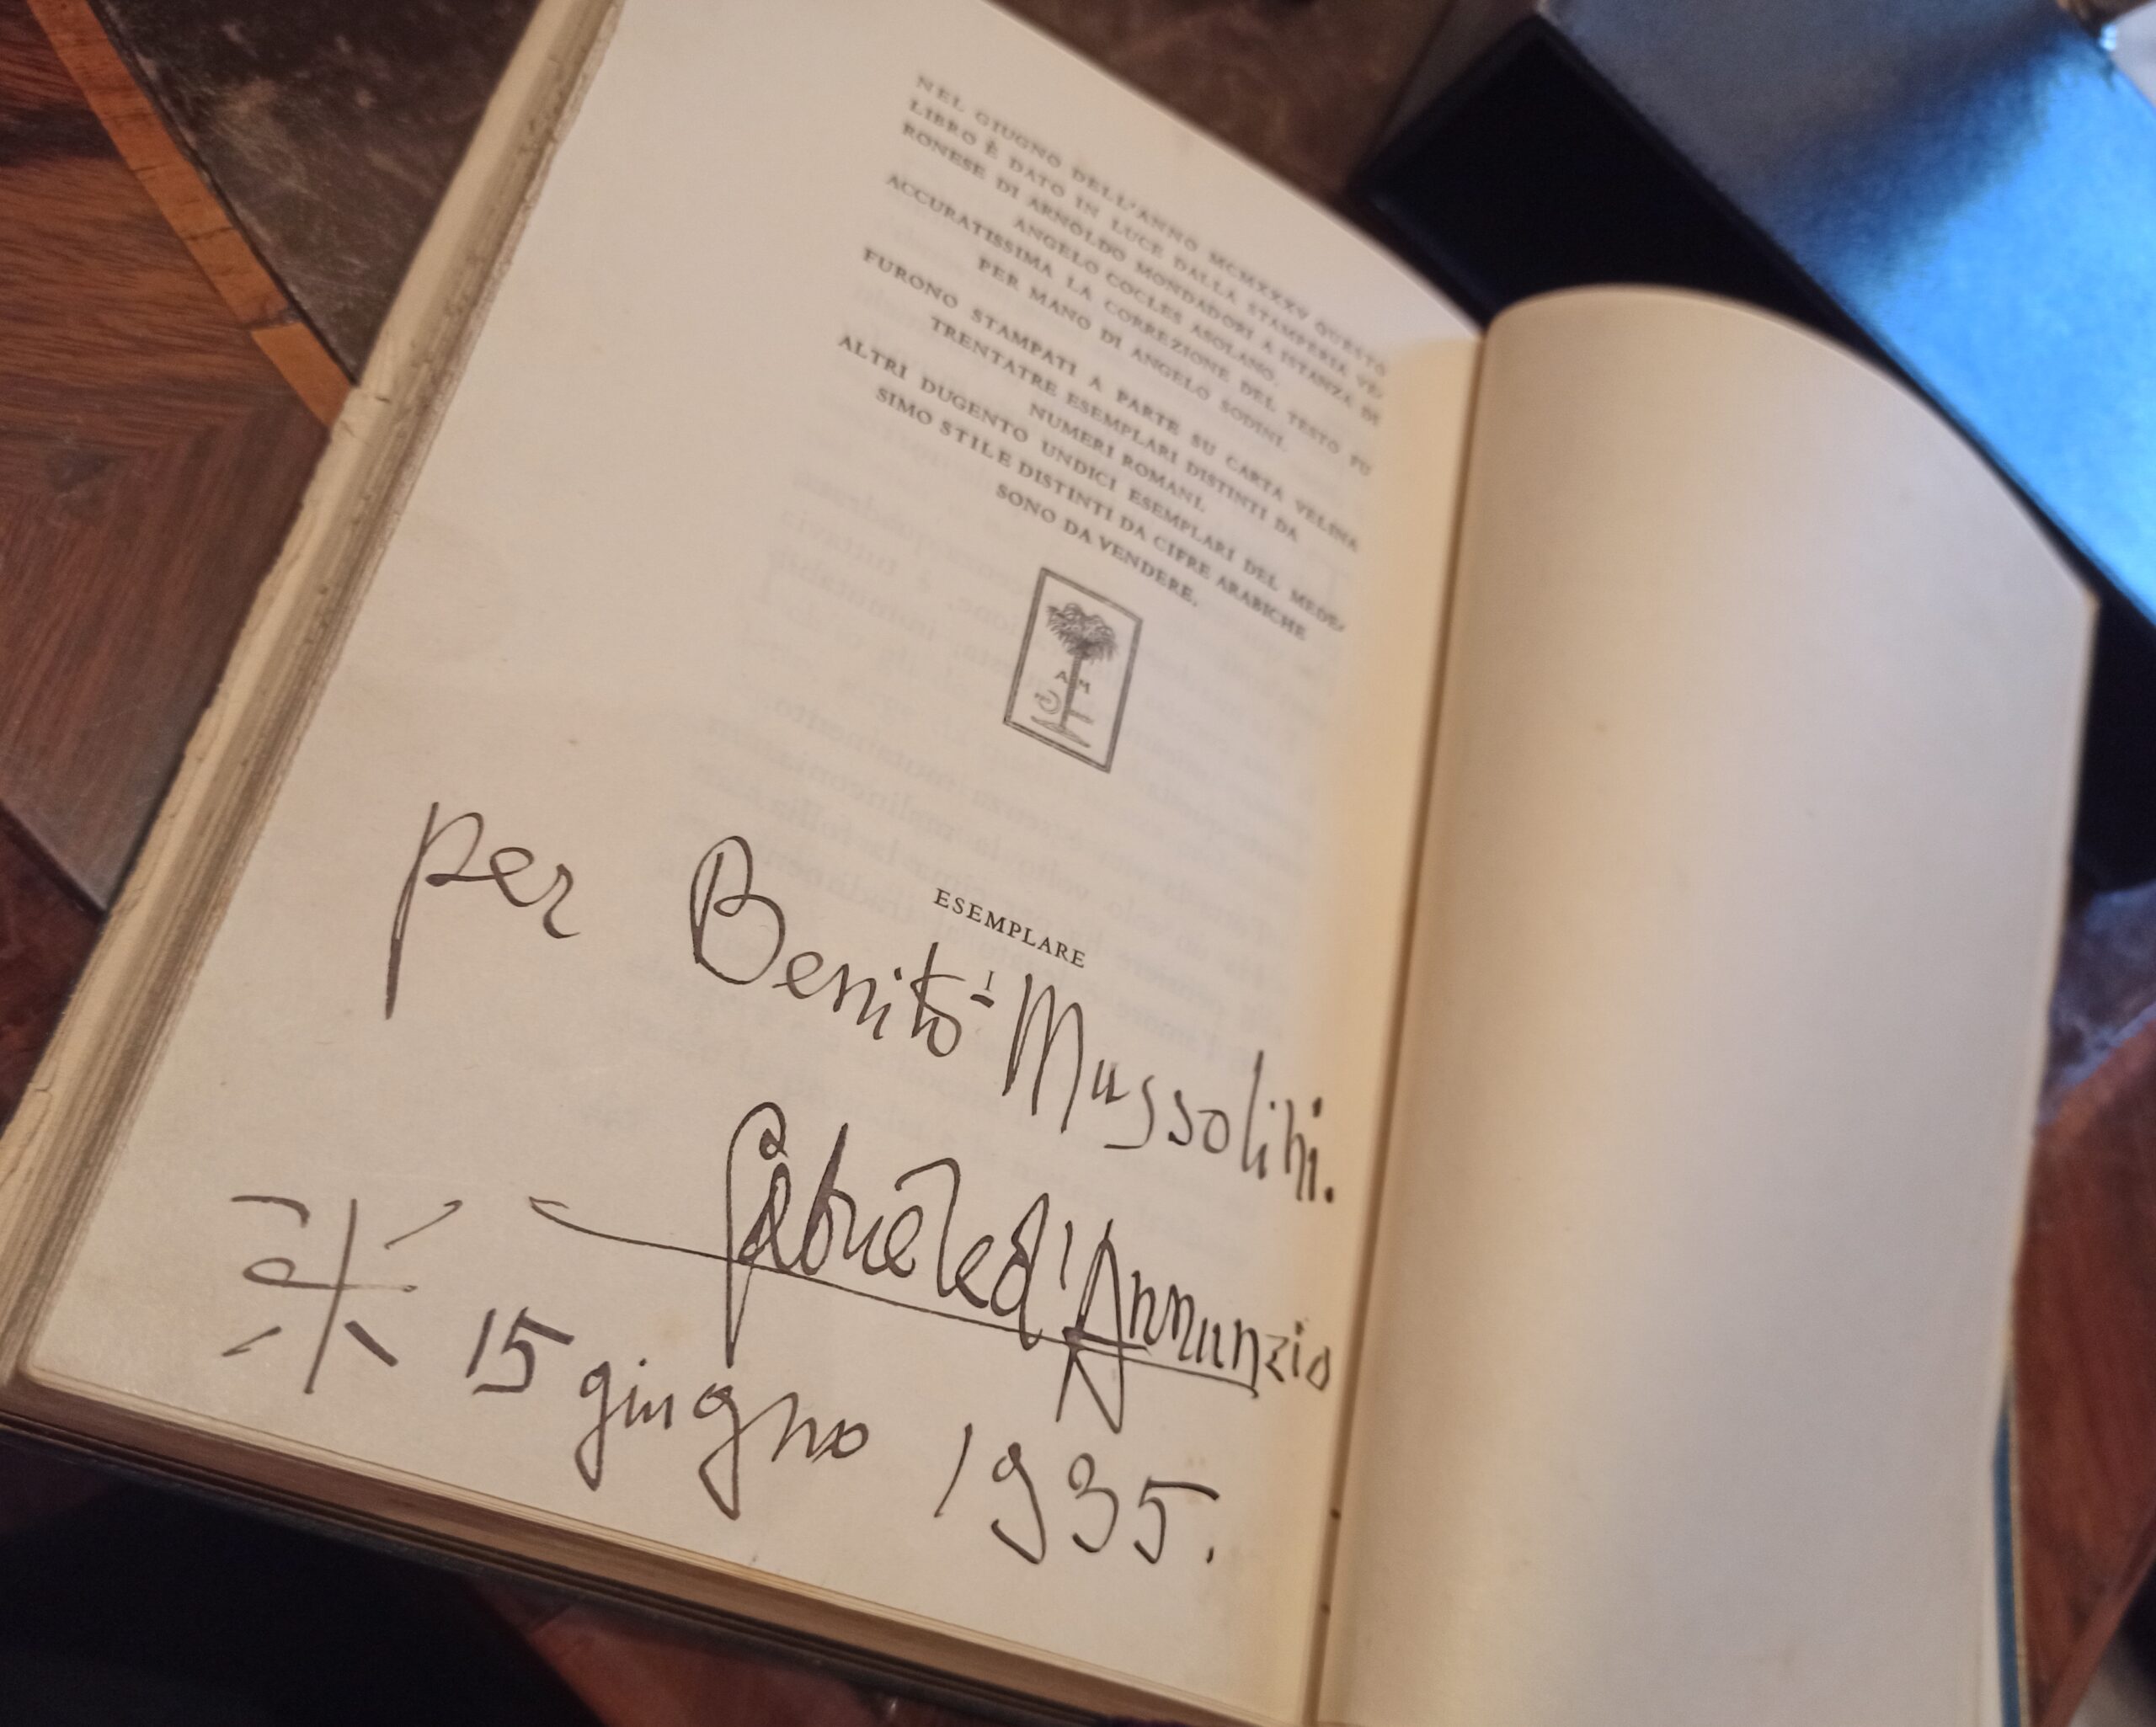 NEL GIUGNO DELL'ANNO MCMXXXV QUESTO
LIBRO È DATO IN LUCE DALLA STAMPERIA VE-
RONESE DI ARNOLDO MONDADORI A ISTANZA DI
ANGELO COCLES ASOLANO.
ACCURATISSIMA LA CORREZIONE DEL TESTO FU
PER MANO DI ANGELO SODINI.
FURONO STAMPATI A PARTE SU CARTA VELINA
TRENTATRE ESEMPLARI DISTINTI DA
NUMERI ROMANI.
ALTRI DUGENTO UNDICI ESEMPLARI DEL MEDE-
SIMO STILE DISTINTI DA CIFRE ARABICHE
SONO DA VENDERE.
A M
ESEMPLARE
I
per Benito Mussolini.
Gabriele d'Annunzio
15 giugno 1935.